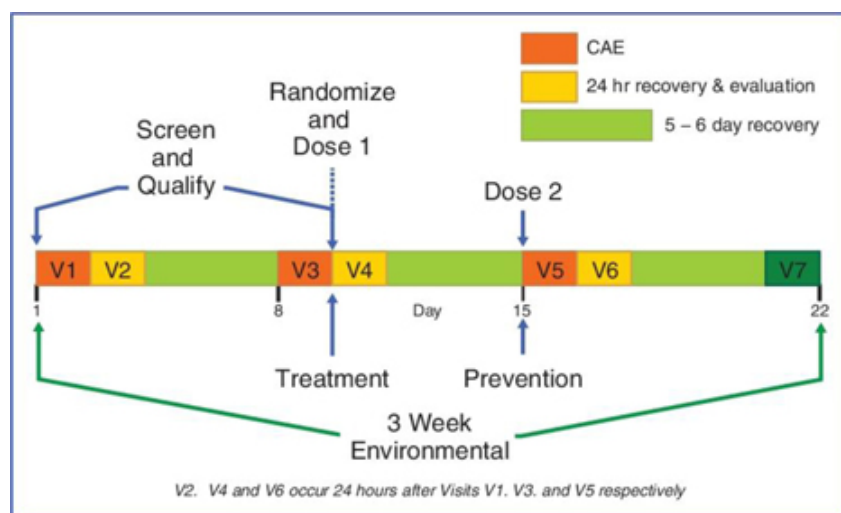 CAE
24 hr recovery & evaluation
5 – 6 day recovery
Randomize
and
Dose 1
Screen
and
Qualify
Dose 2
V1 V2 V3 V4 V5 V6 V7
1 8 Day 15 22
Treatment Prevention
3 Week
Environmental
V2. V4 and V6 occur 24 hours after Visits V1. V3. and V5 respectively